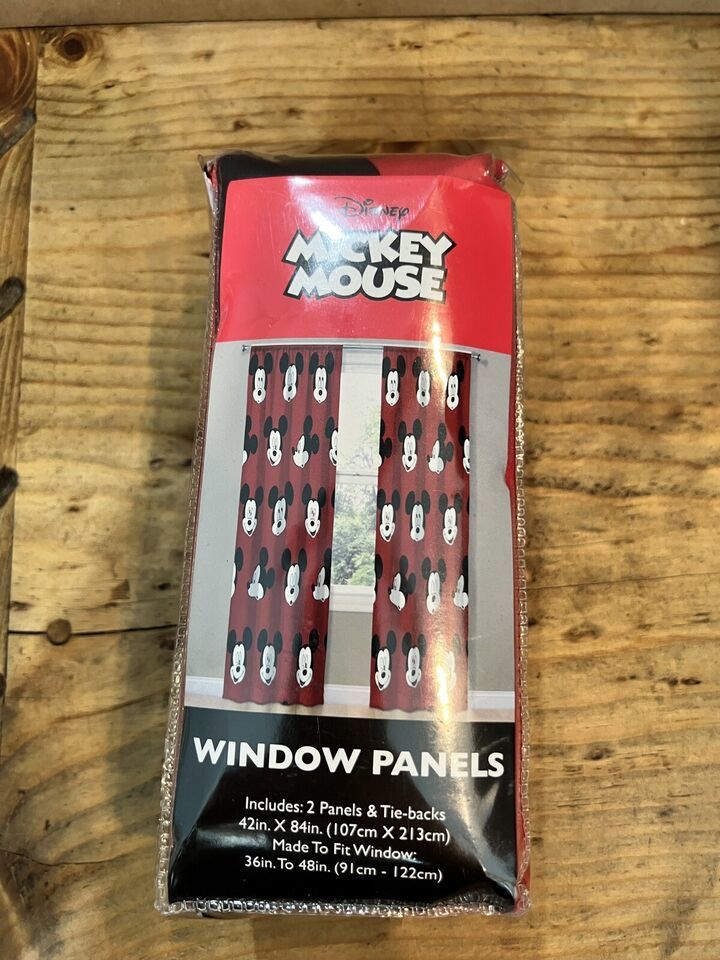 Disney
MICKEY
MOUSE
WINDOW PANELS
Includes: 2 Panels & Tie-backs
42in. X 84in. (107cm X 213cm)
Made To Fit Window:
36in. To 48in. (91cm - 122cm)